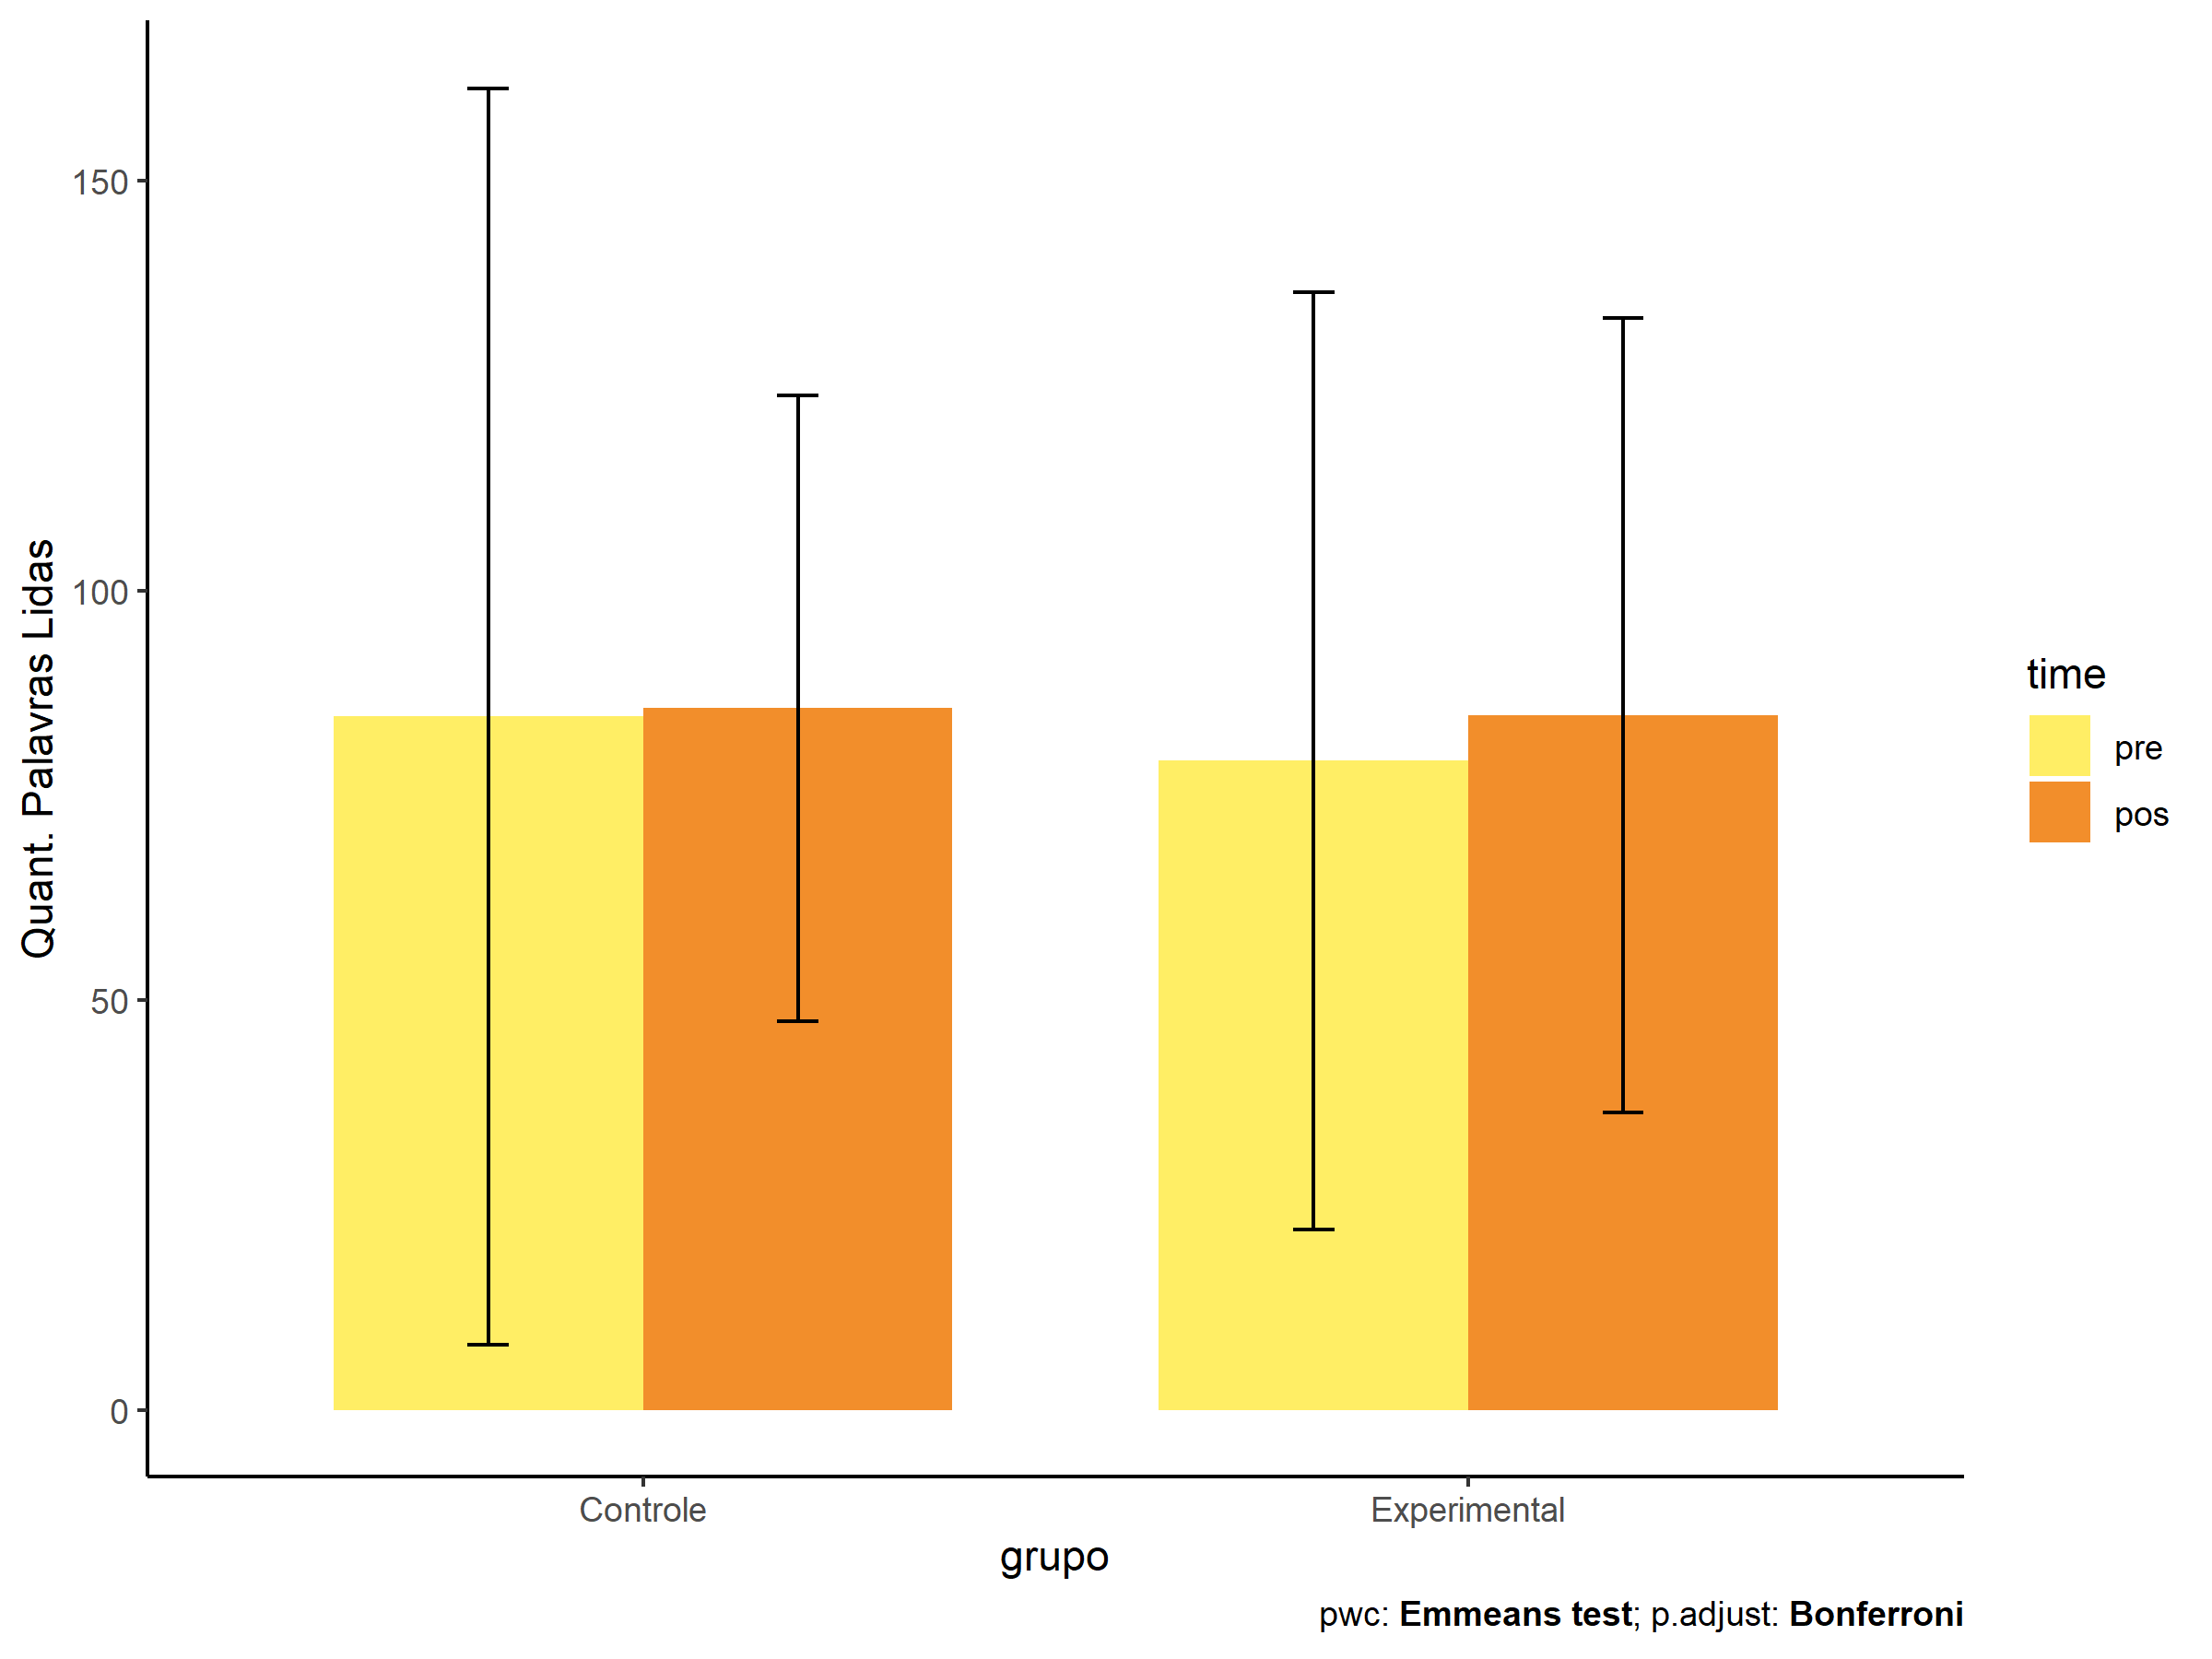 Quant. Palavras Lidas
150
100
50
0
Controle
Experimental
grupo
time
pre
pos
pwc: Emmeans test; p.adjust: Bonferroni